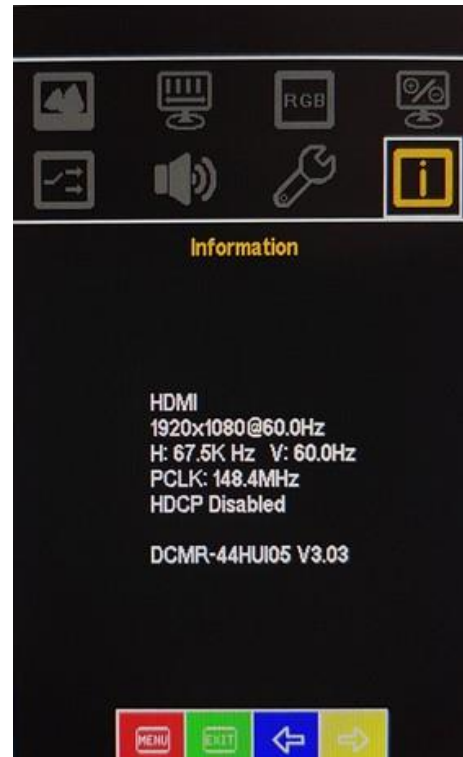 RGB
Information
HDMI
1920x1080@60.0Hz
H: 67.5K Hz V: 60.0Hz
PCLK: 148.4MHz
HDCP Disabled
DCMR-44HUI05 V3.03
MENU
EXIT